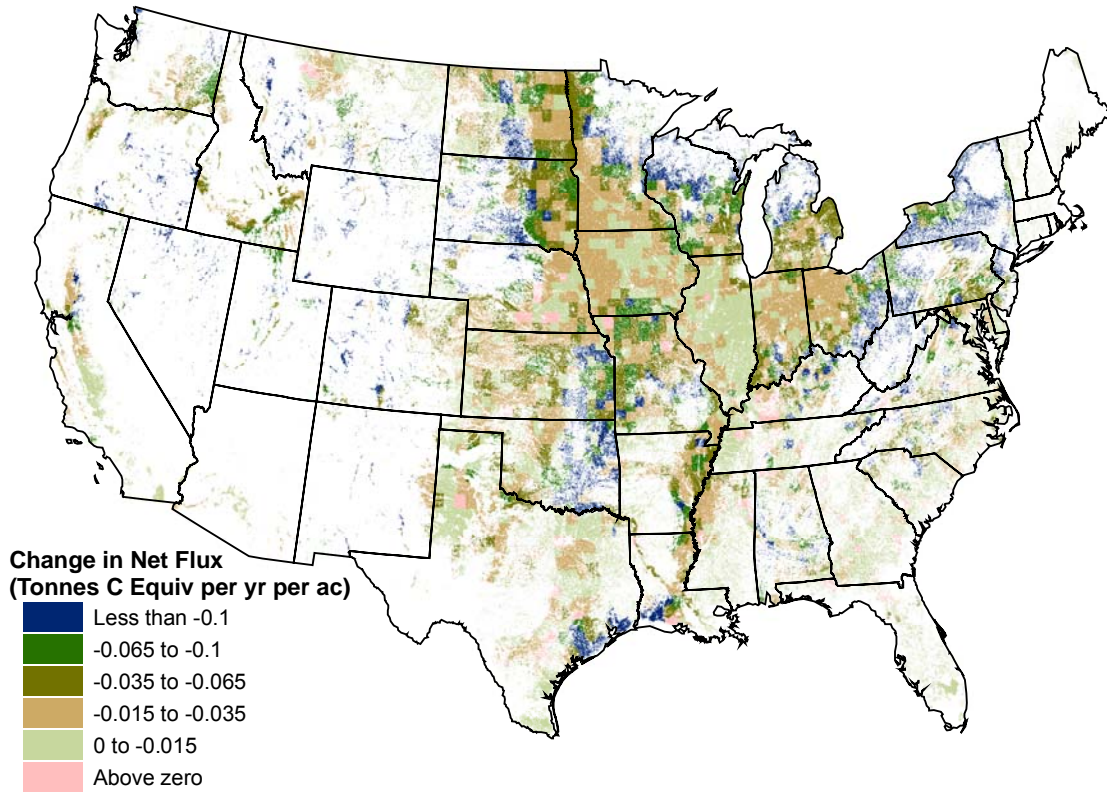 Change in Net Flux
(Tonnes C Equiv per yr per ac)
Less than -0.1
-0.065 to -0.1
-0.035 to -0.065
-0.015 to -0.035
0 to -0.015
Above zero